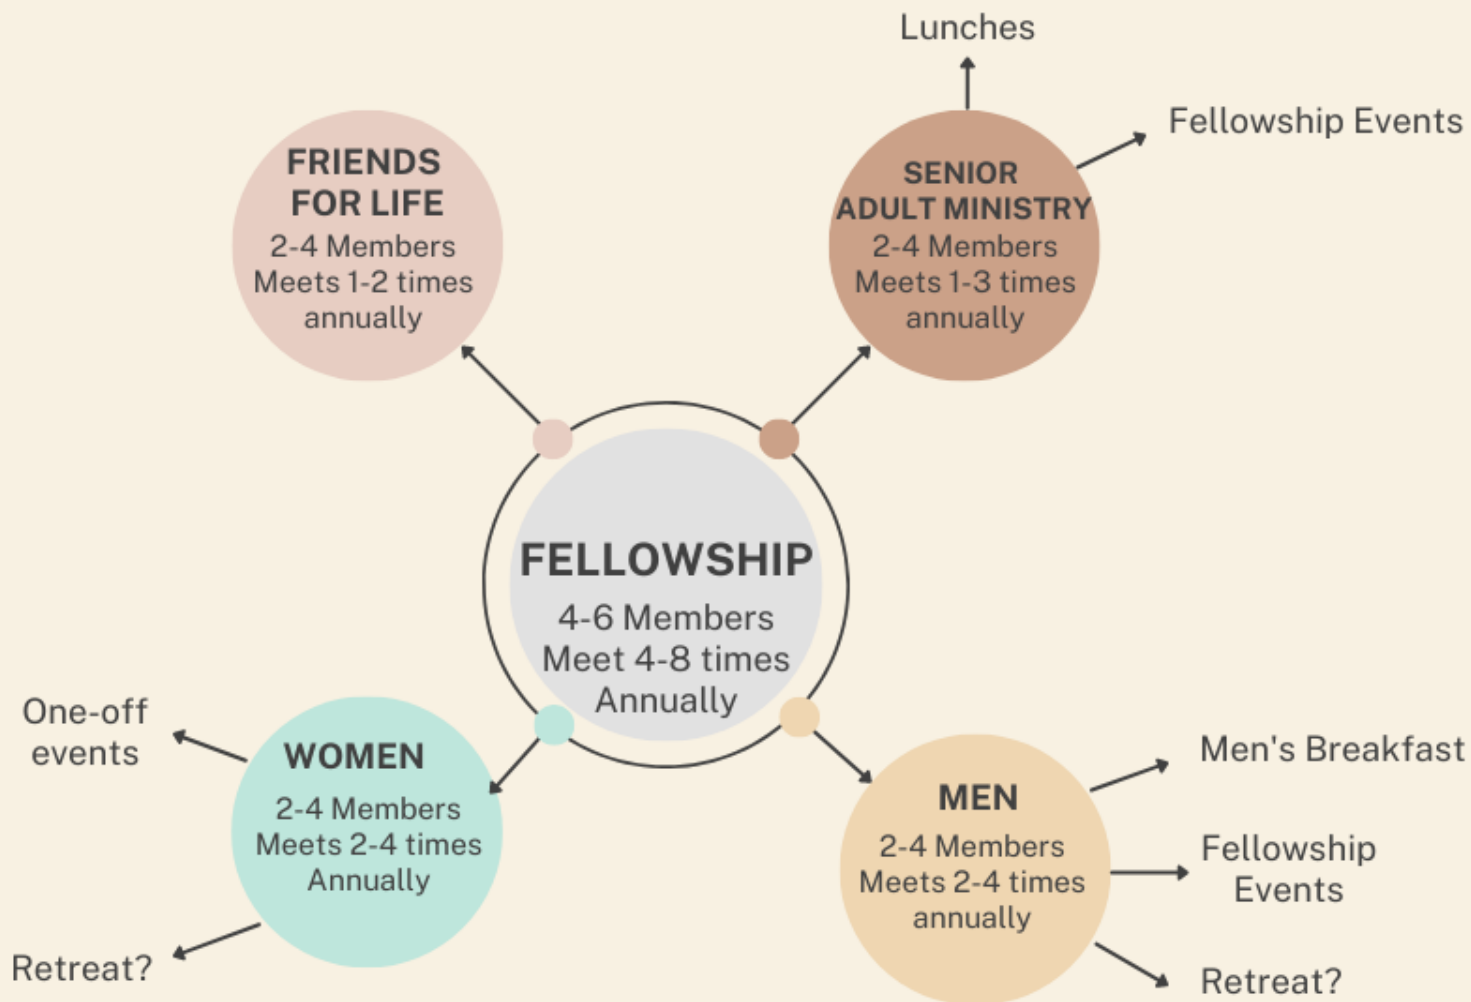 Lunches
Fellowship Events
FRIENDS
FOR LIFE
2-4 Members
Meets 1-2 times
annually
SENIOR
ADULT MINISTRY
2-4 Members
Meets 1-3 times
annually
FELLOWSHIP
4-6 Members
Meet 4-8 times
Annually
One-off
events
WOMEN
2-4 Members
Meets 2-4 times
Annually
Retreat?
MEN
2-4 Members
Meets 2-4 times
annually
Men's Breakfast
Fellowship
Events
Retreat?